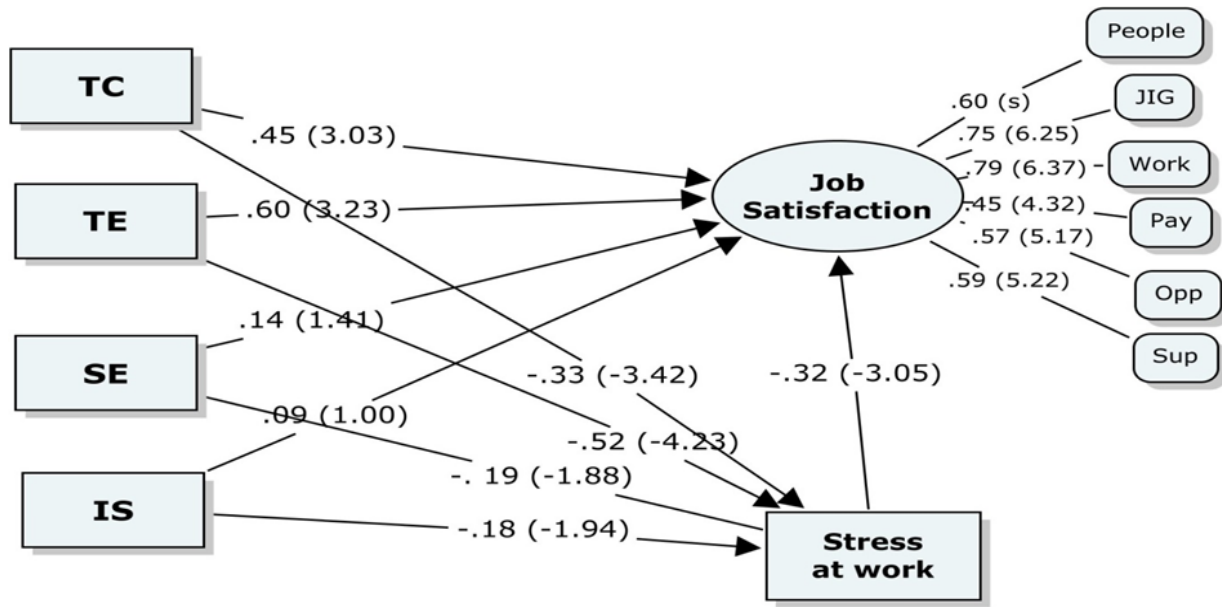 TC
TE
SE
IS
.45 (3.03)
.60 (3.23)
.14 (1.41)
.09 (1.00)
-.33 (-3.42)
-.52 (-4.23)
-. 19 (-1.88)
-.18 (-1.94)
-.32 (-3.05)
Job
Satisfaction
Stress
at work
.60 (s)
.75 (6.25)
.79 (6.37)
.45 (4.32)
.57 (5.17)
.59 (5.22)
People
JIG
Work
Pay
Opp
Sup